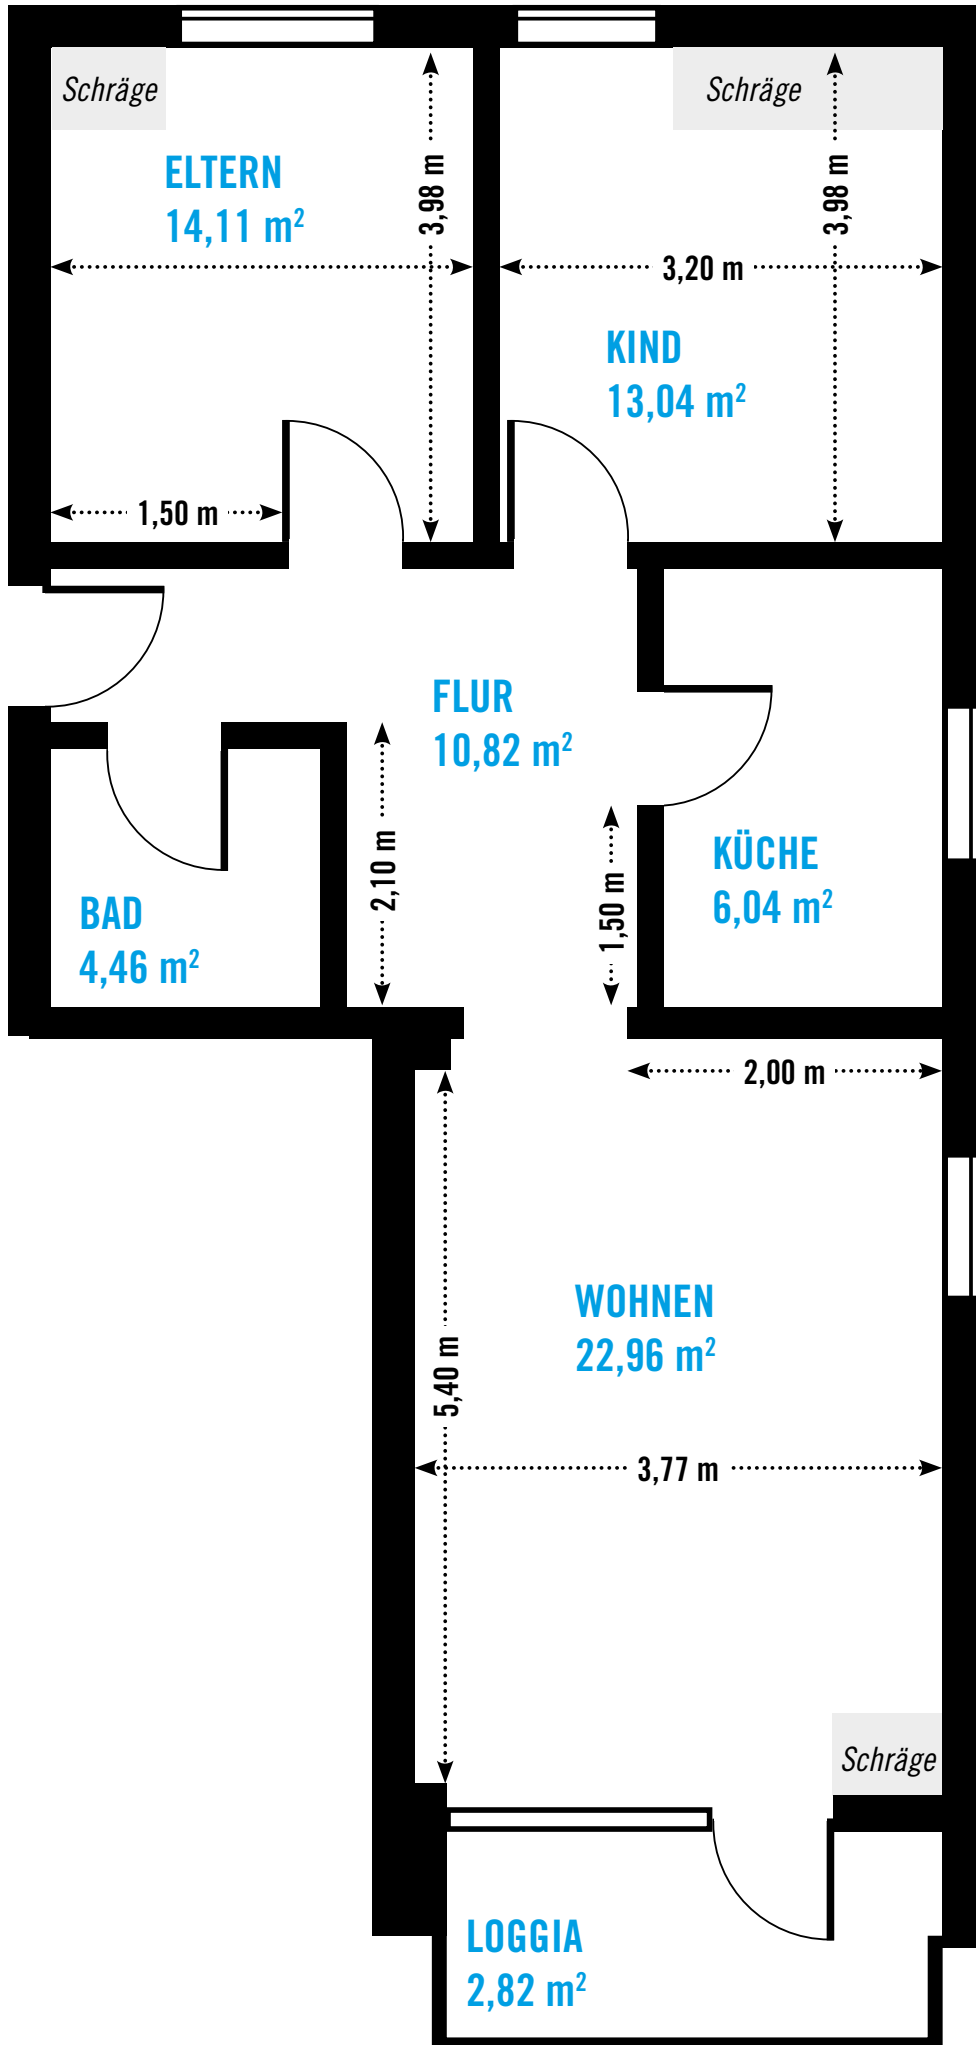 Schräge
Schräge
ELTERN
14,11 m²
3,98 m
3,98 m
3,20 m
KIND
13,04 m²
1,50 m
FLUR
10,82 m²
2,10 m
1,50 m
KÜCHE
6,04 m²
BAD
4,46 m²
2,00 m
WOHNEN
22,96 m²
5,40 m
3,77 m
Schräge
LOGGIA
2,82 m²